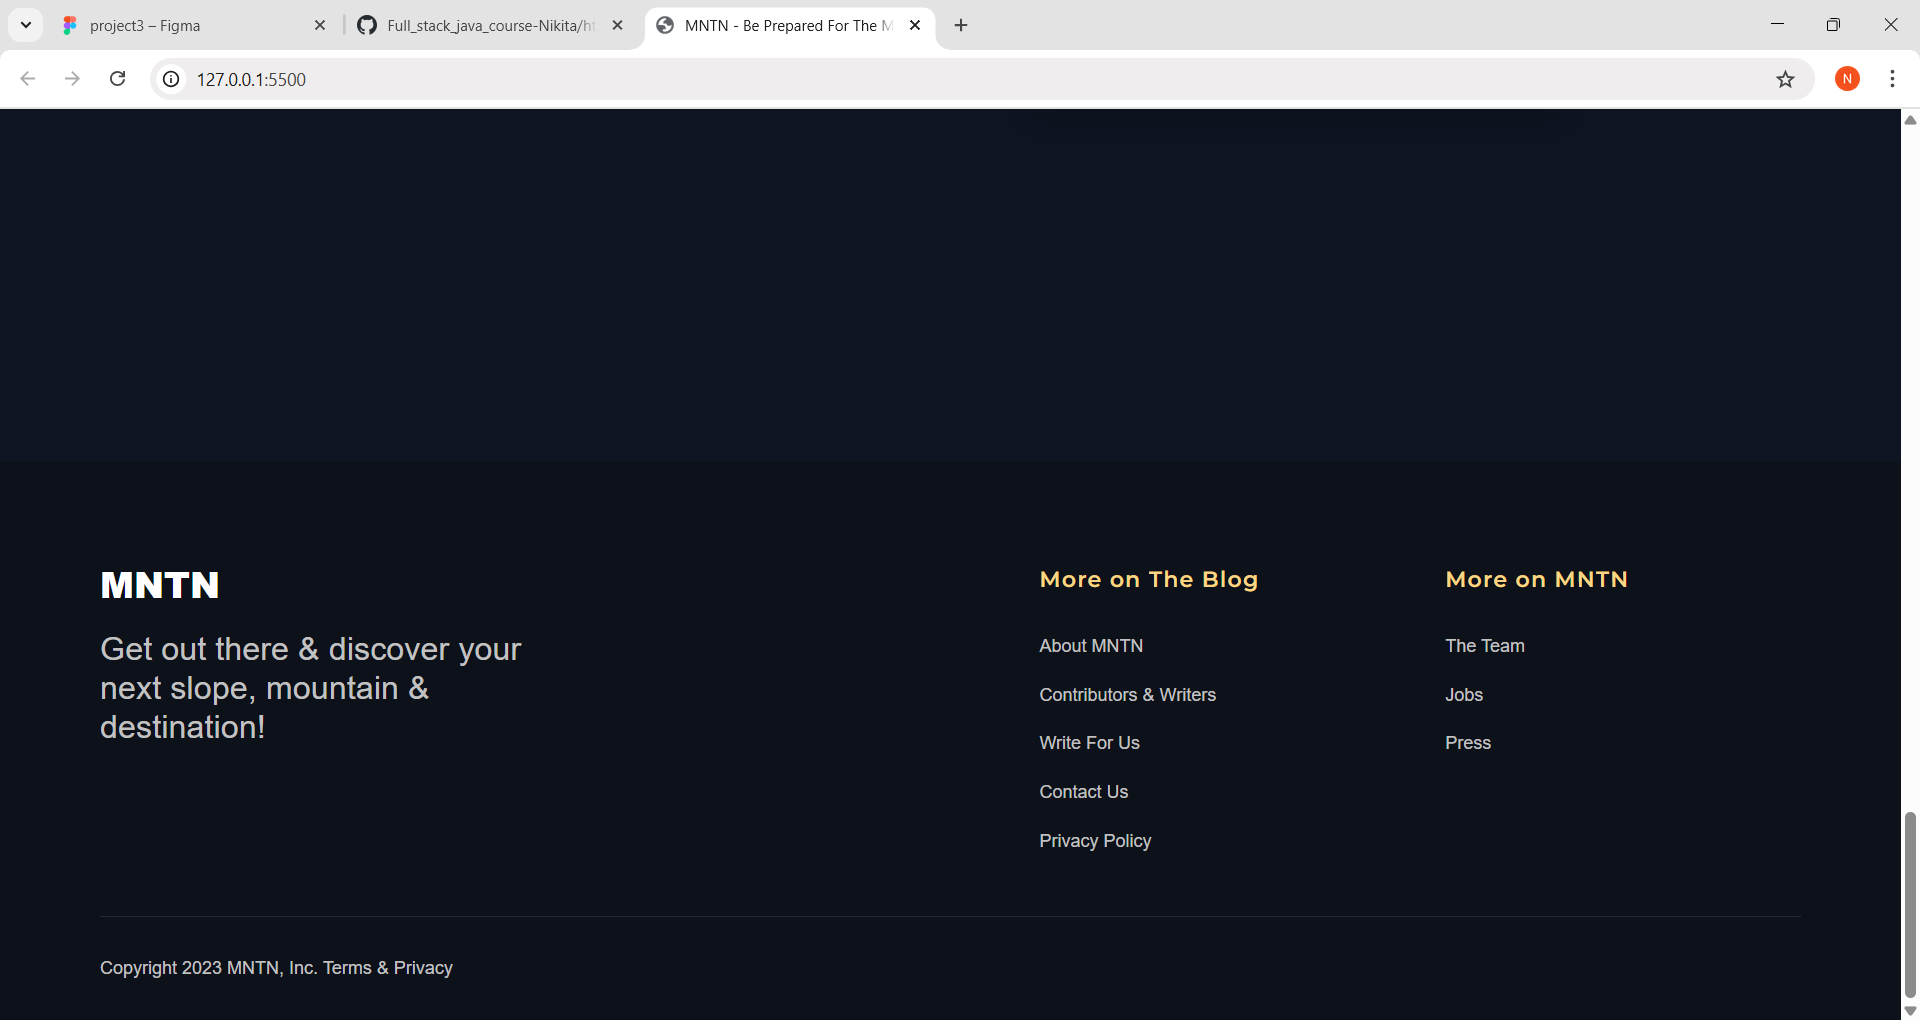 project3 – Figma
Full_stack_java_course-Nikita/ht
MNTN - Be Prepared For The M
127.0.0.1:5500
N
MNTN
Get out there & discover your
next slope, mountain &
destination!
More on The Blog
About MNTN
Contributors & Writers
Write For Us
Contact Us
Privacy Policy
More on MNTN
The Team
Jobs
Press
Copyright 2023 MNTN, Inc. Terms & Privacy